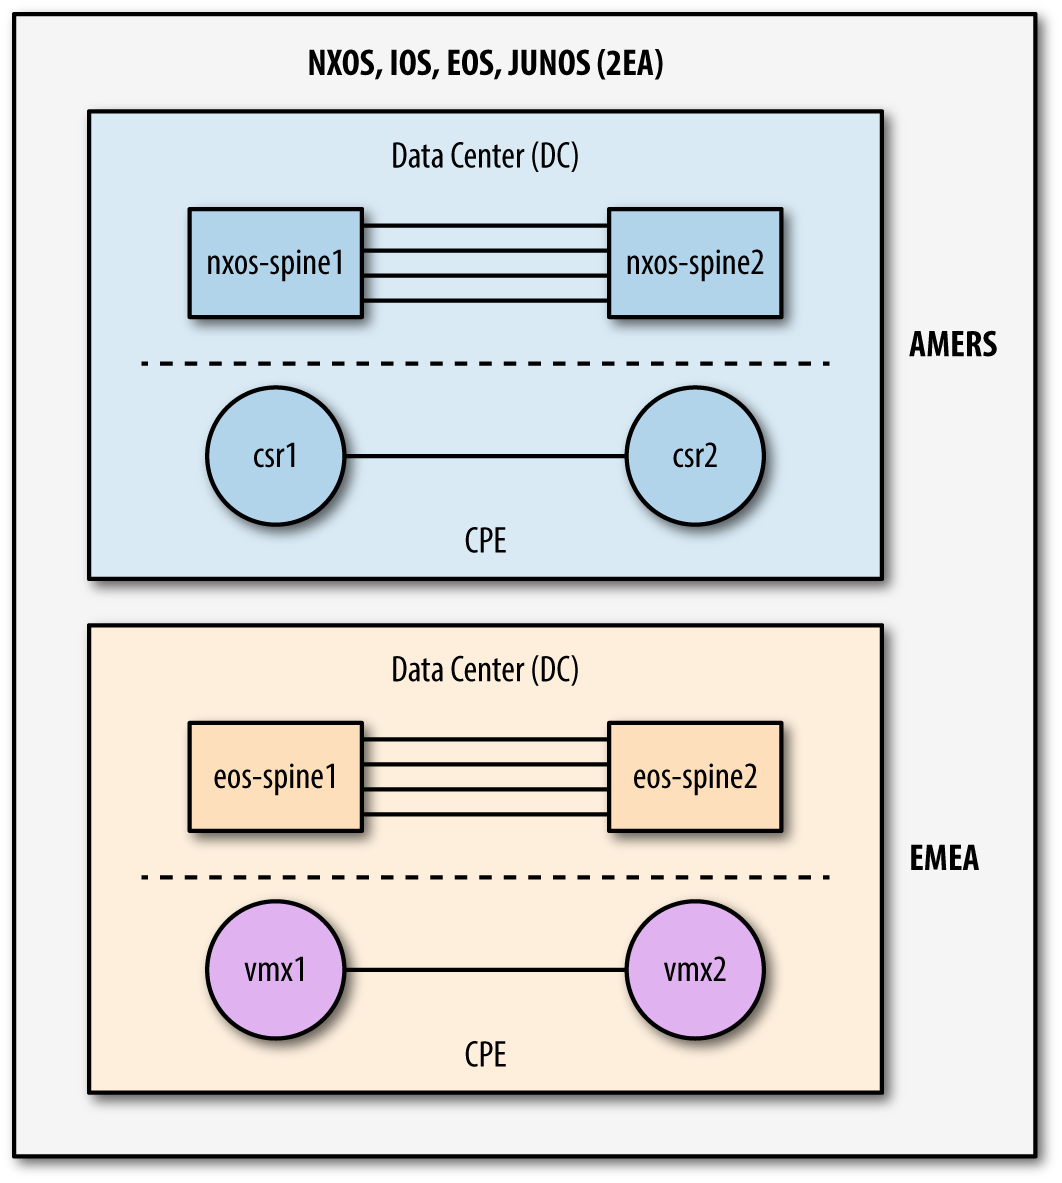 NXOS, IOS, EOS, JUNOS (2EA)
Data Center (DC)
nxos-spine1
nxos-spine2
AMERS
csr1
csr2
CPE
Data Center (DC)
eos-spine1
eos-spine2
EMEA
vmx1
vmx2
CPE